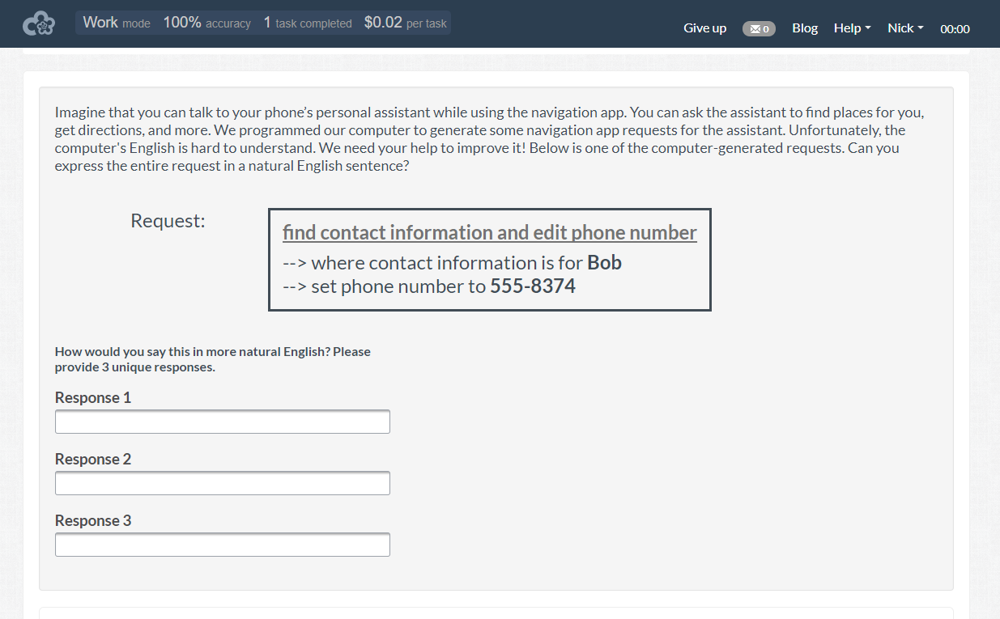 Work mode 100% accuracy 1 task completed $0.02 per task
Give up 0 Blog Help Nick 00:00
Imagine that you can talk to your phone's personal assistant while using the navigation app. You can ask the assistant to find places for you,
get directions, and more. We programmed our computer to generate some navigation app requests for the assistant. Unfortunately, the
computer's English is hard to understand. We need your help to improve it! Below is one of the computer-generated requests. Can you
express the entire request in a natural English sentence?
Request:
find contact information and edit phone number
--> where contact information is for Bob
--> set phone number to 555-8374
How would you say this in more natural English? Please
provide 3 unique responses.
Response 1
Response 2
Response 3